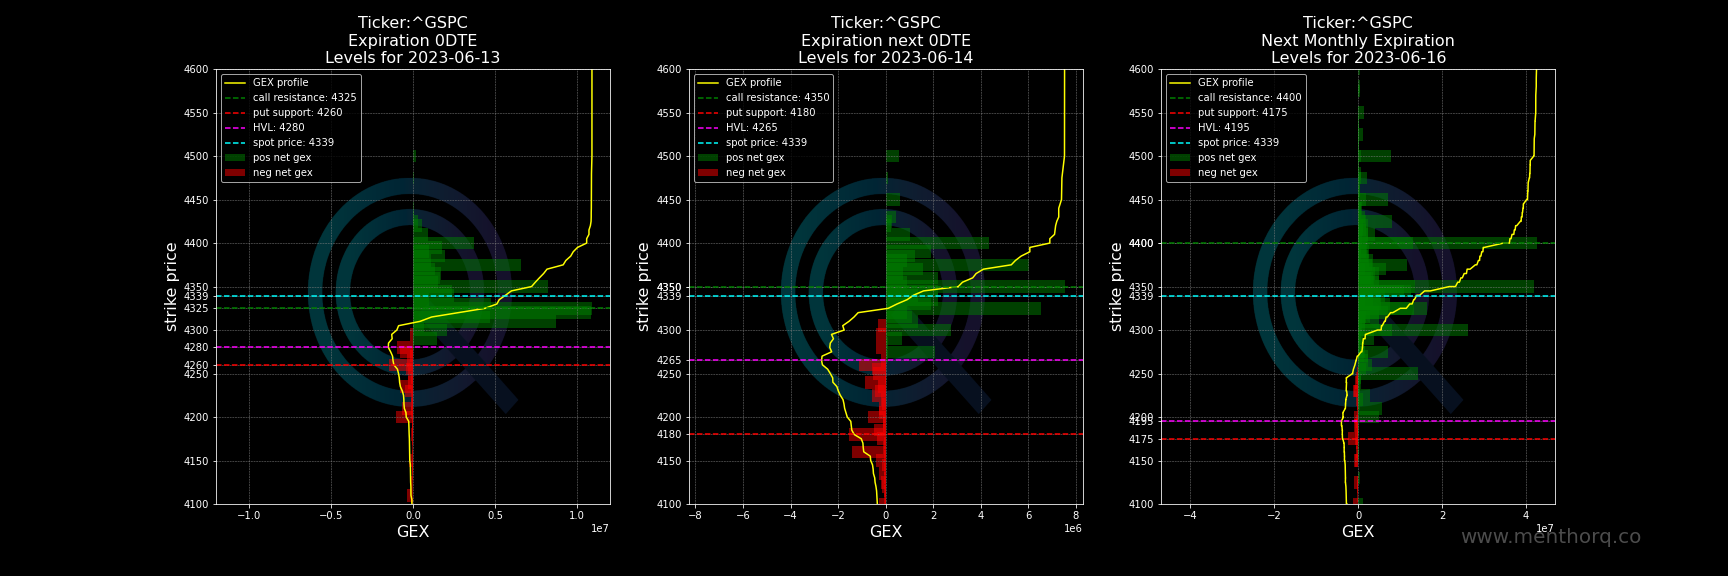 Ticker:^GSPC
Expiration 0DTE
Levels for 2023-06-13
4600
4550
4500
4450
4400
4350
4339
4325
4300
4280
4260
4250
4200
4150
4100
strike price
GEX profile
call resistance: 4325
put support: 4260
HVL: 4280
spot price: 4339
pos net gex
neg net gex
−1.0
−0.5
0.0
0.5
1.0
1e7
GEX
Ticker:^GSPC
Expiration next 0DTE
Levels for 2023-06-14
4600
4550
4500
4450
4400
4350
4339
4300
4265
4250
4200
4180
4150
4100
strike price
GEX profile
call resistance: 4350
put support: 4180
HVL: 4265
spot price: 4339
pos net gex
neg net gex
−8
−6
−4
−2
0
2
4
6
8
1e6
GEX
Ticker:^GSPC
Next Monthly Expiration
Levels for 2023-06-16
4600
4550
4500
4450
4400
4350
4339
4300
4250
4200
4195
4175
4150
4100
strike price
GEX profile
call resistance: 4400
put support: 4175
HVL: 4195
spot price: 4339
pos net gex
neg net gex
−4
−2
0
2
4
1e7
GEX
www.menthorq.co